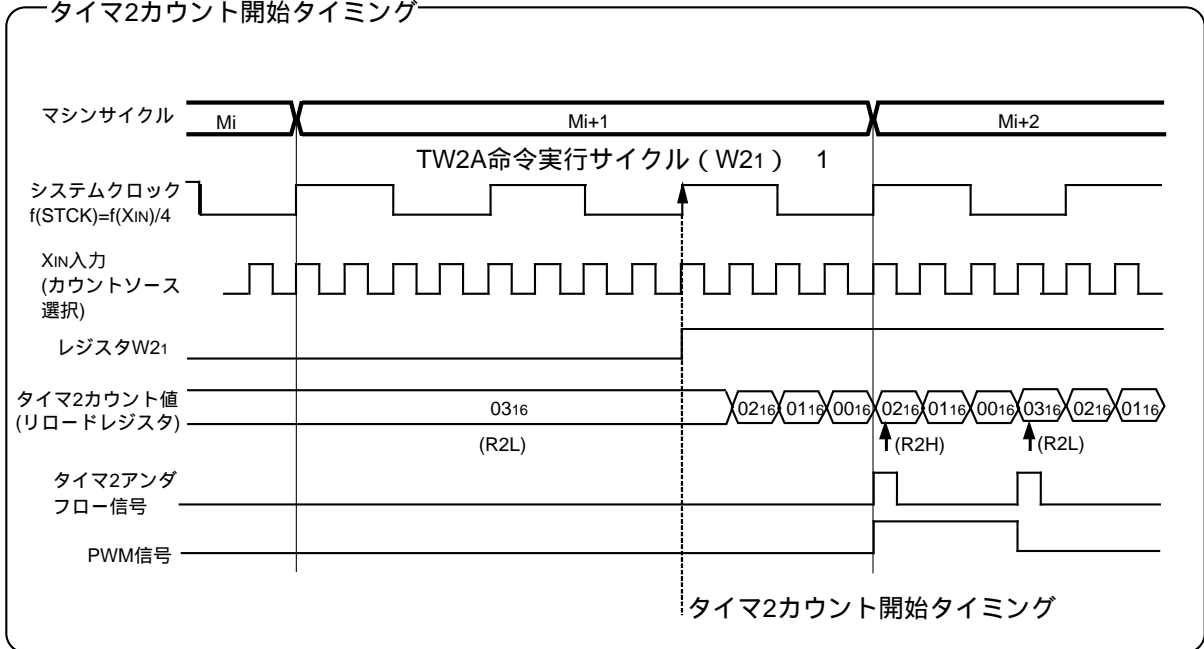 タイマ2カウント開始タイミング
マシンサイクル
Mi
Mi+1
Mi+2
TW2A命令実行サイクル（W21） 1
システムクロック
f(STCK)=f(XIN)/4
XIN入力
(カウントソース
選択)
レジスタW21
タイマ2カウント値
(リロードレジスタ)
0316
0216
0116
0016
0216
0116
0016
0316
0216
0116
(R2L)
(R2H)
(R2L)
タイマ2アンダ
フロー信号
PWM信号
タイマ2カウント開始タイミング